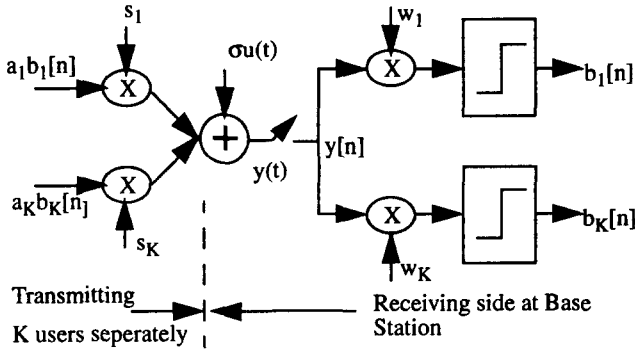 s1
w1
a1b1[n]
σu(t)
X
X
b1[n]
+
y(t)
y[n]
X
X
aKbK[n]
bK[n]
sK
wK
Transmitting
K users seperately
Receiving side at Base
Station